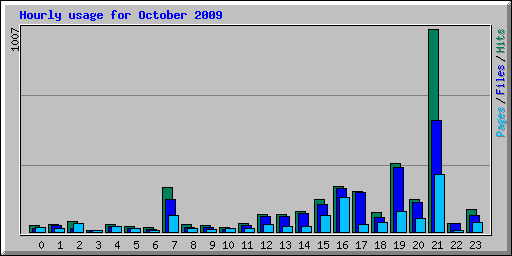 Hourly usage for October 2009
1007
Pages/Files/Hits
0 1 2 3 4 5 6 7 8 9 10 11 12 13 14 15 16 17 18 19 20 21 22 23